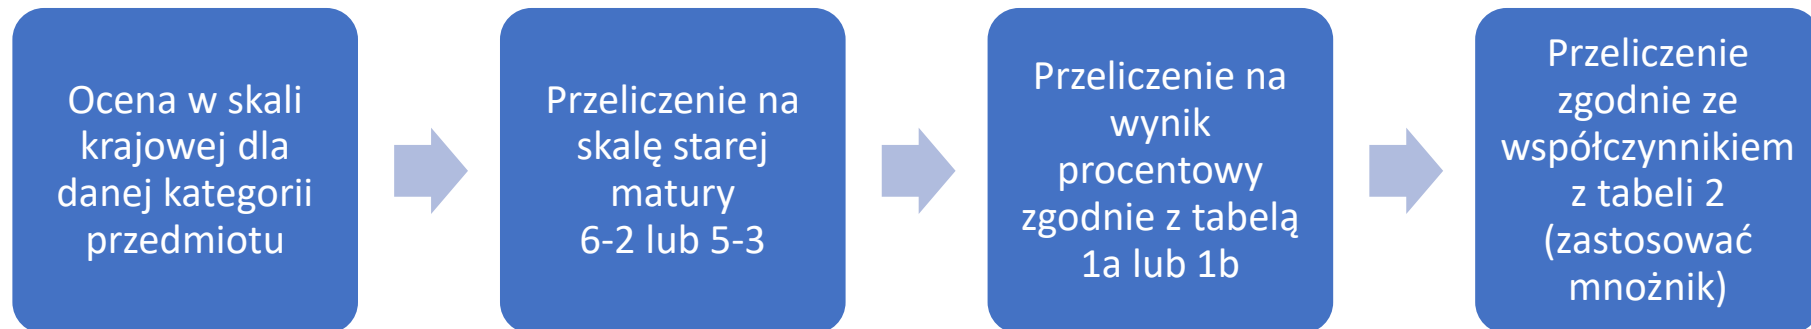 Ocena w skali
krajowej dla
danej kategorii
przedmiotu
Przeliczenie na
skalę starej
matury
6-2 lub 5-3
Przeliczenie na
wynik
procentowy
zgodnie z tabelą
1a lub 1b
Przeliczenie
zgodnie ze
współczynnikiem
z tabeli 2
(zastosować
mnożnik)